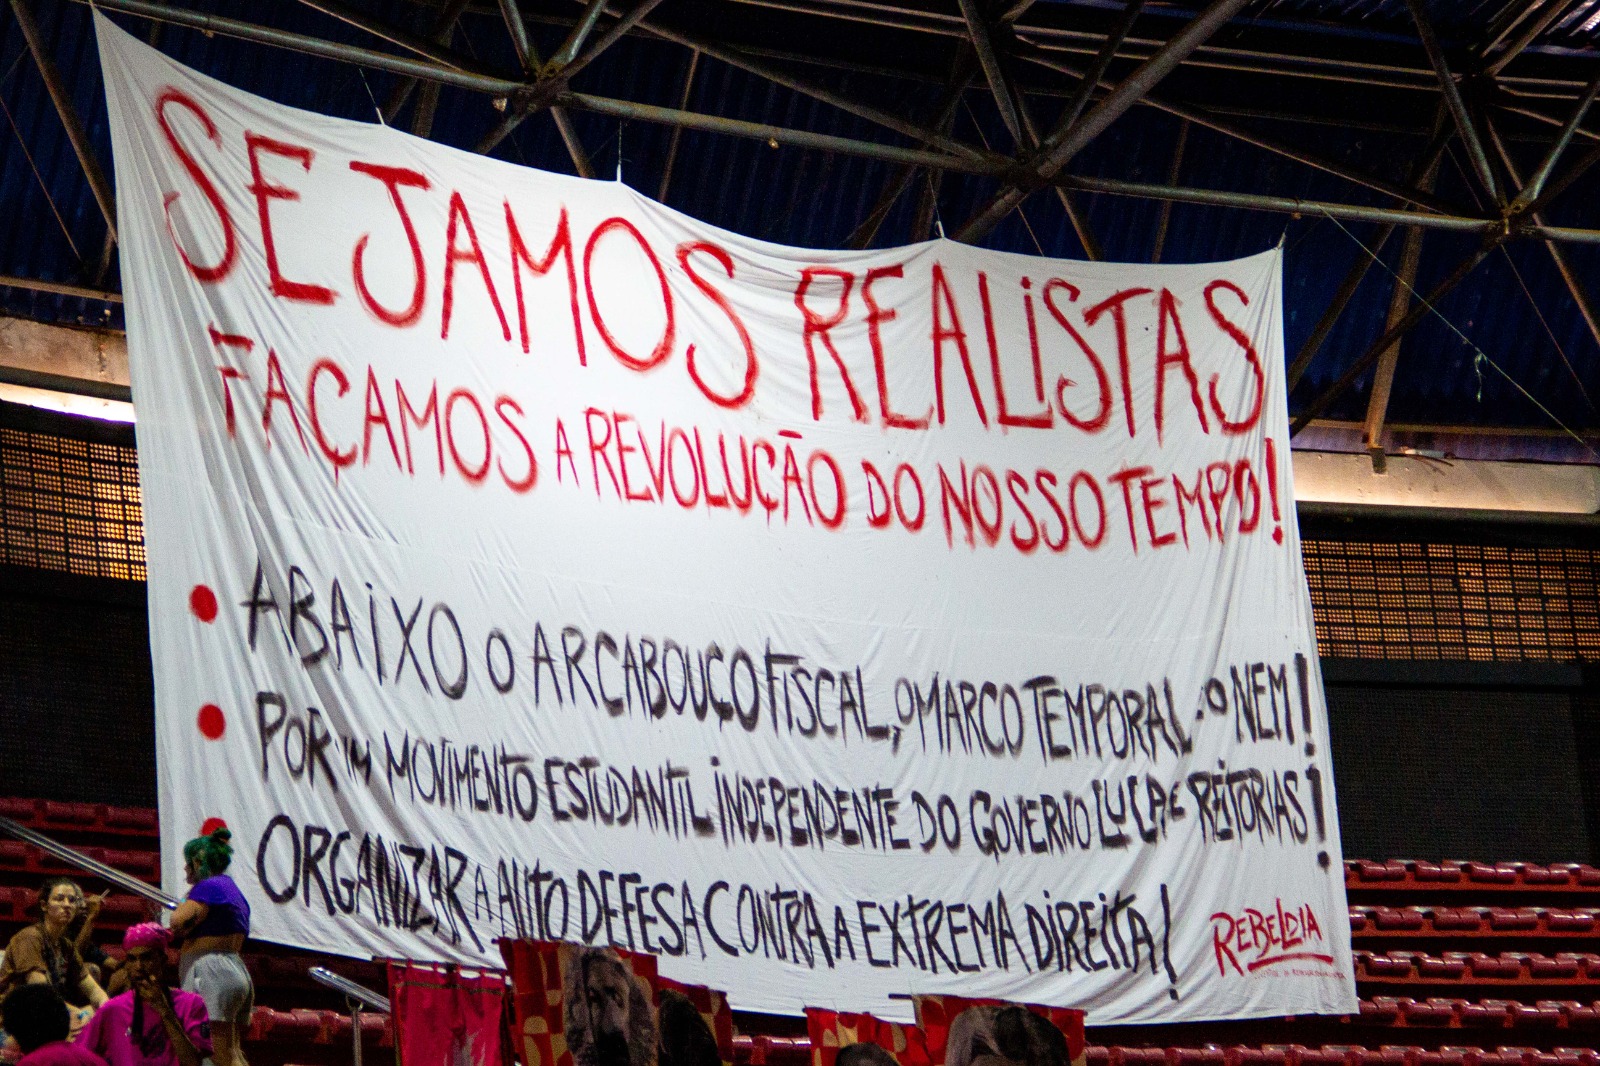 SEJAMOS REALiSTAS
FAÇAMOS A REVOLUÇÃO DO NOSSO TEMPO!
• ABAiXO O ARCABOUÇO FiSCAL, O MARCO TEMPORAL E O NEM!
• POR UM MOVIMENTO ESTUDANTIL iNDEPENDENTE DO GOVERNO LULA E REiTORIAS!
• ORGANIZAR A AUTO DEFESA CONTRA A EXTREMA DiREiTA!
REBELDIA